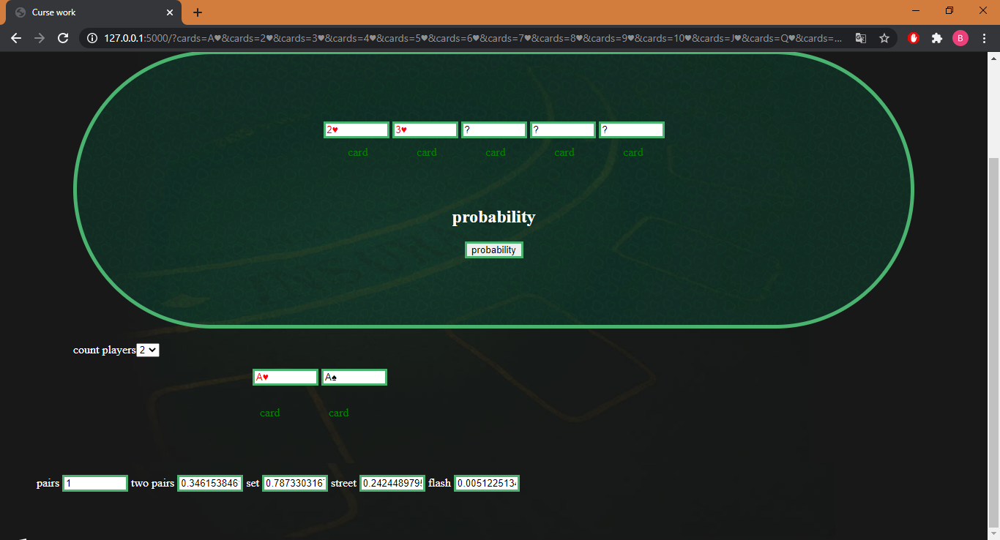 Curse work
127.0.0.1:5000/?cards=A♥&cards=2♥&cards=3♥&cards=4♥&cards=5♥&cards=6♥&cards=7♥&cards=8♥&cards=9♥&cards=10♥&cards=J♥&cards=Q♥&cards=...
B
2♥ 3♥ ? ? ?
card card card card card
probability
probability
count players 2
A♥ A♠
card card
pairs 1 two pairs 0.346153846 set 0.787330316 street 0.242448979 flash 0.005122513